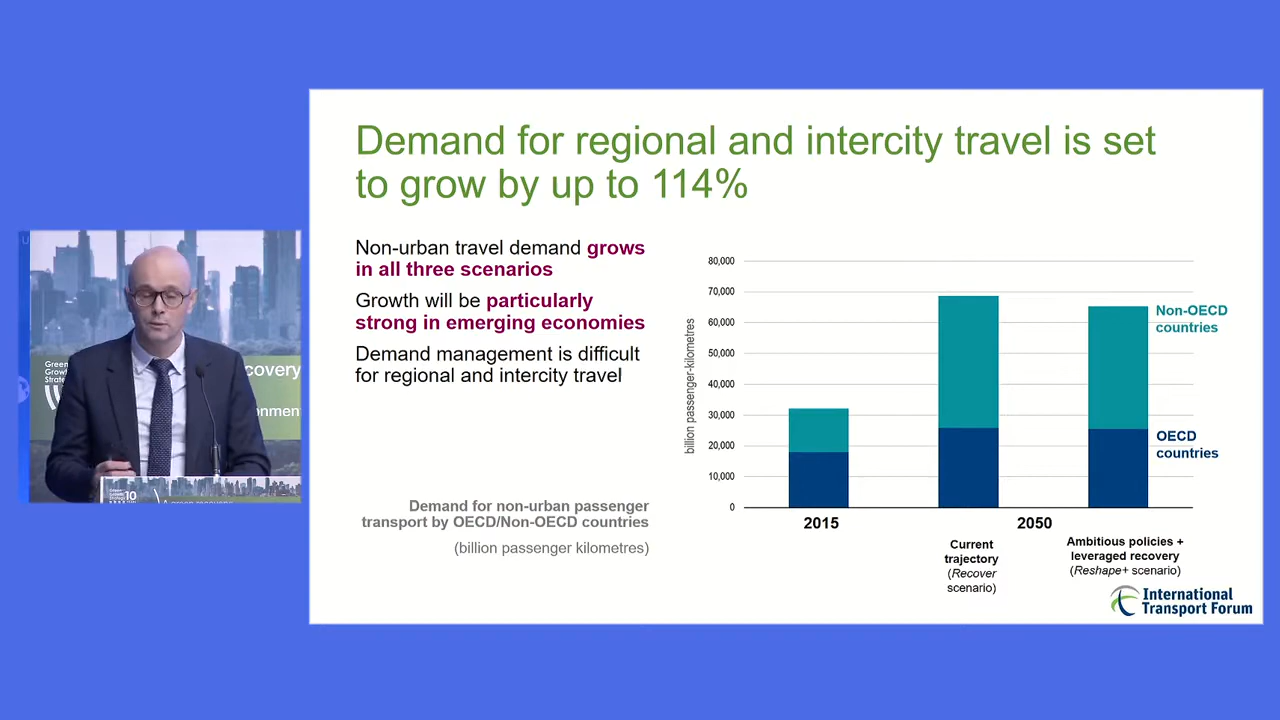 Demand for regional and intercity travel is set
to grow by up to 114%
Non-urban travel demand grows
in all three scenarios
Growth will be particularly
strong in emerging economies
Demand management is difficult
for regional and intercity travel
Demand for non-urban passenger
transport by OECD/Non-OECD countries
(billion passenger kilometres)
billion passenger-kilometres
80,000
70,000
60,000
50,000
40,000
30,000
20,000
10,000
0
Non-OECD
countries
OECD
countries
2015
2050
Current
trajectory
(Recover
scenario)
Ambitious policies +
leveraged recovery
(Reshape+ scenario)
International
Transport Forum
Green
Growth
covery
10